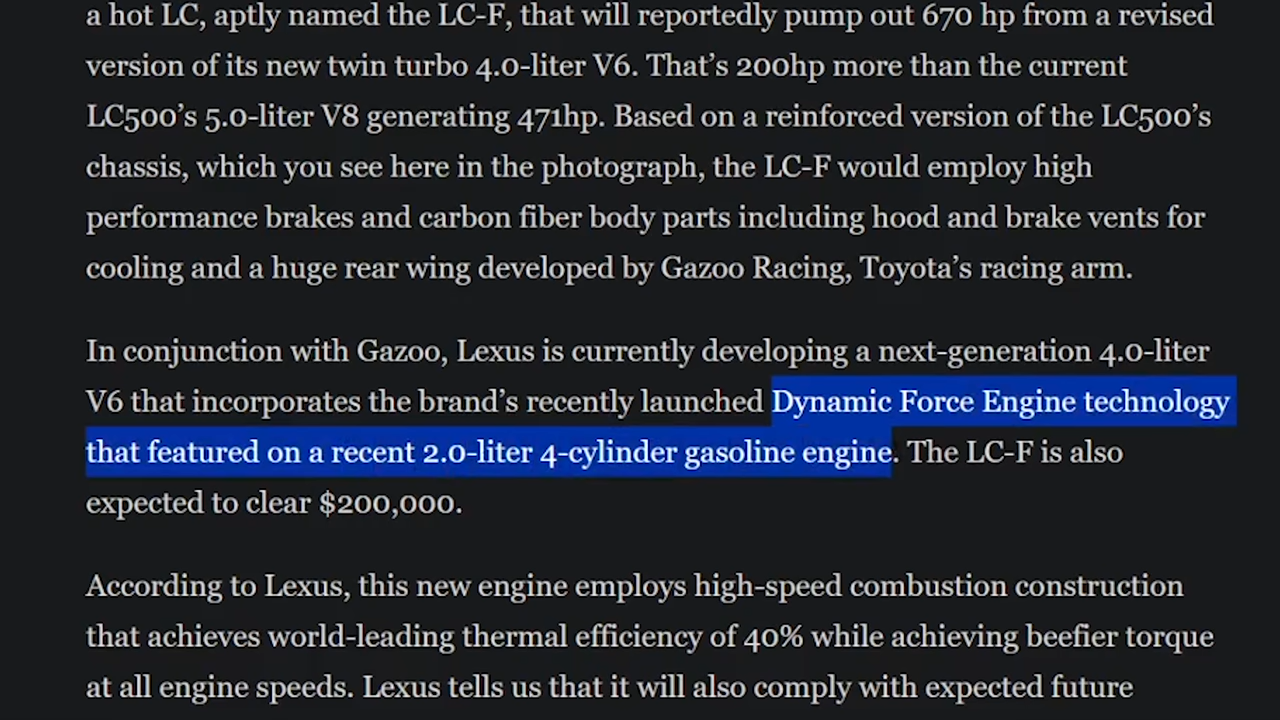 a hot LC, aptly named the LC-F, that will reportedly pump out 670 hp from a revised
version of its new twin turbo 4.0-liter V6. That’s 200hp more than the current
LC500’s 5.0-liter V8 generating 471hp. Based on a reinforced version of the LC500’s
chassis, which you see here in the photograph, the LC-F would employ high
performance brakes and carbon fiber body parts including hood and brake vents for
cooling and a huge rear wing developed by Gazoo Racing, Toyota’s racing arm.
In conjunction with Gazoo, Lexus is currently developing a next-generation 4.0-liter
V6 that incorporates the brand’s recently launched Dynamic Force Engine technology
that featured on a recent 2.0-liter 4-cylinder gasoline engine. The LC-F is also
expected to clear $200,000.
According to Lexus, this new engine employs high-speed combustion construction
that achieves world-leading thermal efficiency of 40% while achieving beefier torque
at all engine speeds. Lexus tells us that it will also comply with expected future